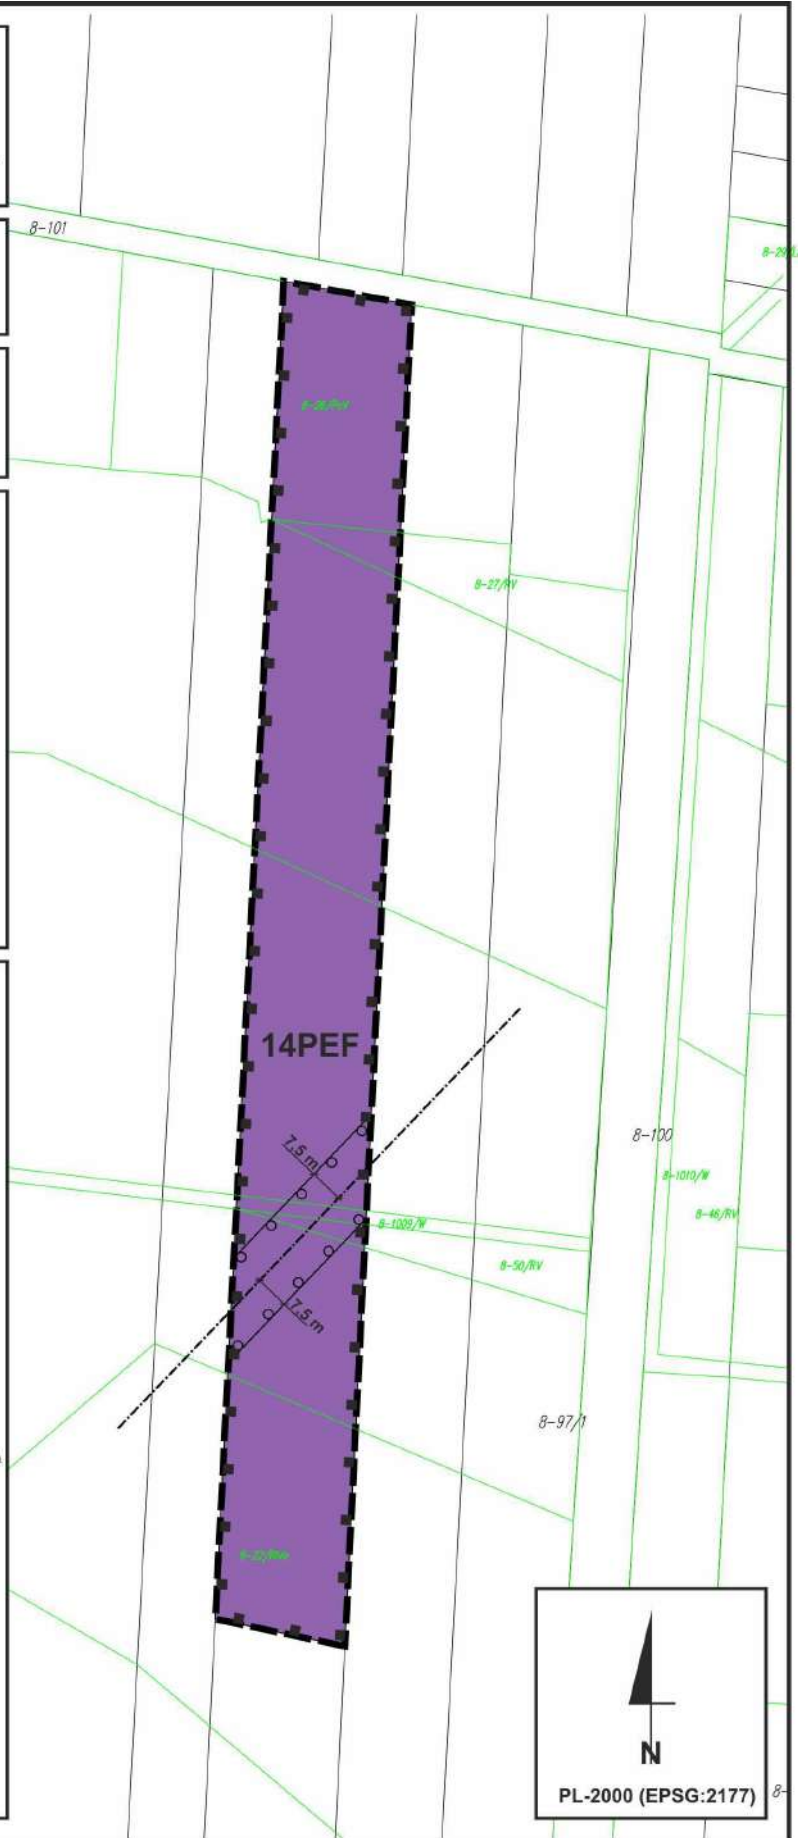 8-101
8-27/RV
14PEF
7,5 m
8-100
8-1010/W
8-46/RV
8-1009/W
8-50/RV
7,5 m
8-97/1
N
PL-2000 (EPSG:2177)
8-